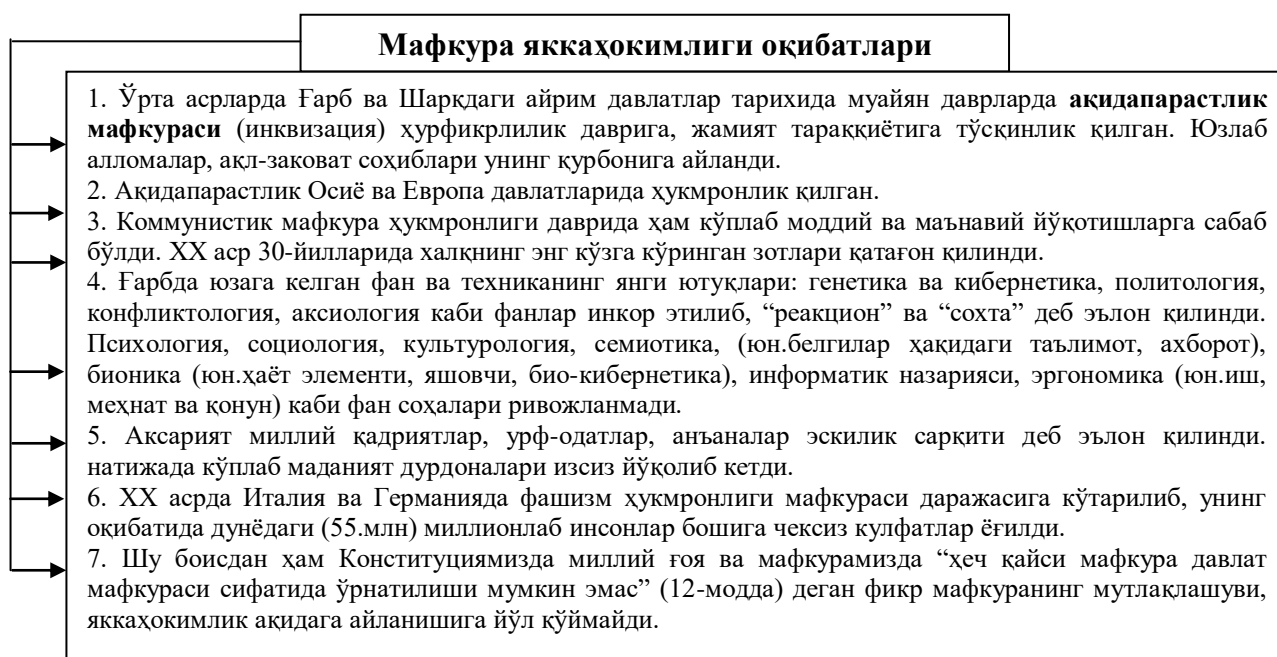 Мафкура яккаҳокимлиги оқибатлари
1. Ўрта асрларда Ғарб ва Шарқдаги айрим давлатлар тарихида муайян даврларда ақидапарастлик
мафкураси (инквизация) ҳурфикрлилик даврига, жамият тараққиётига тўсқинлик қилган. Юзлаб
алломалар, ақл-заковат соҳиблари унинг қурбонига айланди.
2. Ақидапарастлик Осиё ва Европа давлатларида ҳукмронлик қилган.
3. Коммунистик мафкура ҳукмронлиги даврида ҳам кўплаб моддий ва маънавий йўқотишларга сабаб
бўлди. ХХ аср 30-йилларида халқнинг энг кўзга кўринган зотлари қатағон қилинди.
4. Ғарбда юзага келган фан ва техниканинг янги ютуқлари: генетика ва кибернетика, политология,
конфликтология, аксиология каби фанлар инкор этилиб, “реакцион” ва “сохта” деб эълон қилинди.
Психология, социология, культурология, семиотика, (юн.белгилар ҳақидаги таълимот, ахборот),
бионика (юн.ҳаёт элементи, яшовчи, био-кибернетика), информатик назарияси, эргономика (юн.иш,
меҳнат ва қонун) каби фан соҳалари ривожланмади.
5. Аксарият миллий қадриятлар, урф-одатлар, анъаналар эскилик сарқити деб эълон қилинди.
натижада кўплаб маданият дурдоналари изсиз йўқолиб кетди.
6. ХХ асрда Италия ва Германияда фашизм ҳукмронлиги мафкураси даражасига кўтарилиб, унинг
оқибатида дунёдаги (55.млн) миллионлаб инсонлар бошига чексиз кулфатлар ёғилди.
7. Шу боисдан ҳам Конституциямизда миллий ғоя ва мафкурамизда “ҳеч қайси мафкура давлат
мафкураси сифатида ўрнатилиши мумкин эмас” (12-модда) деган фикр мафкуранинг мутлақлашуви,
яккаҳокимлик ақидага айланишига йўл қўймайди.